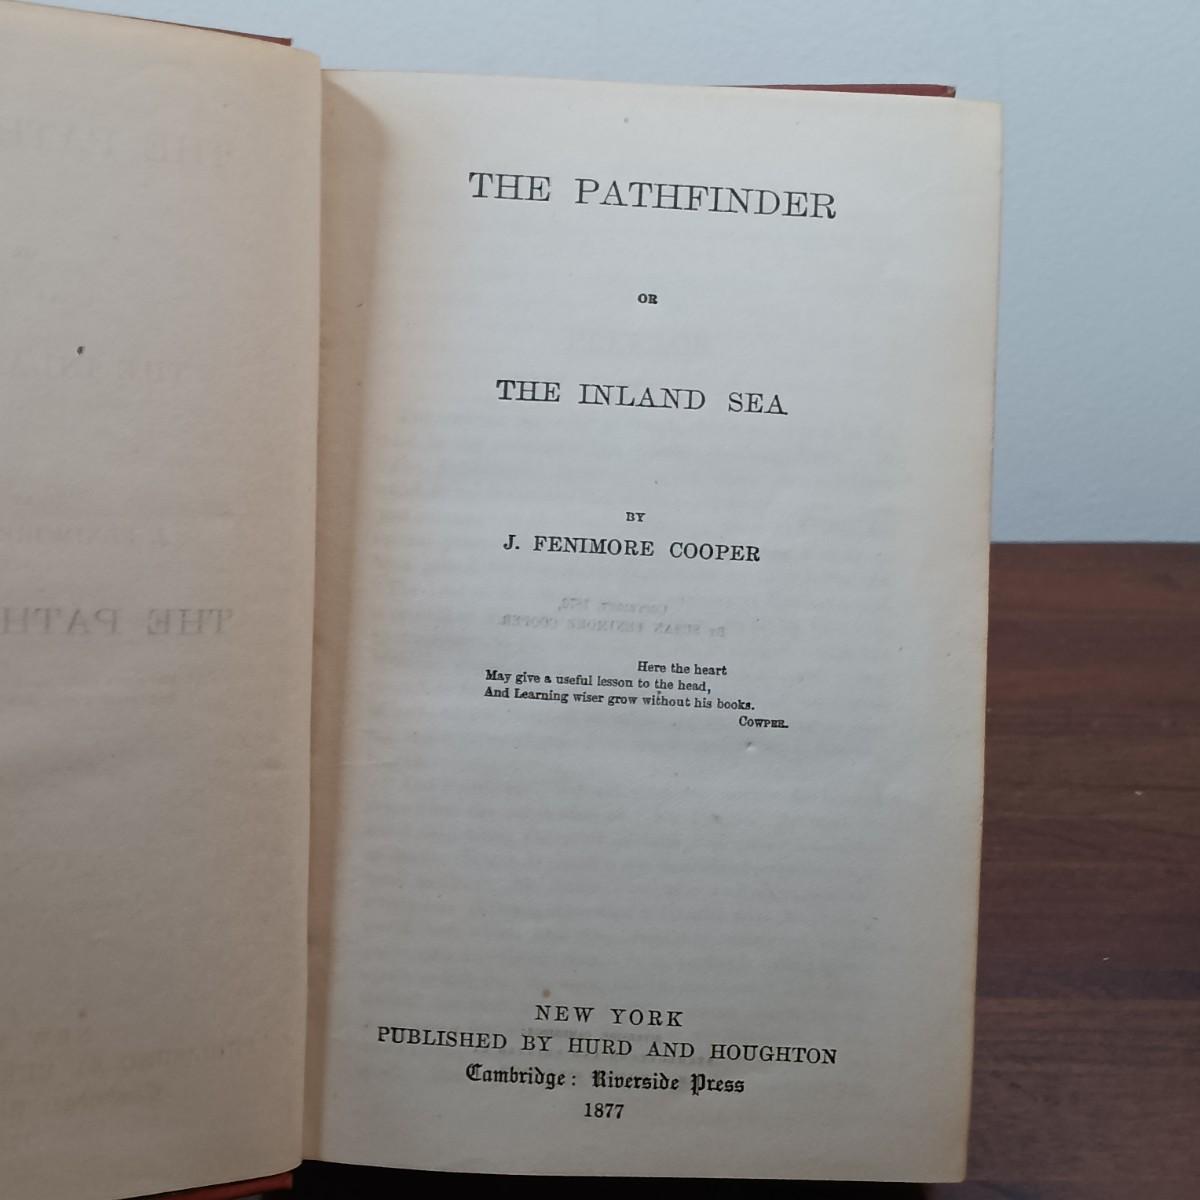 THE PATHFINDER
OR
THE INLAND SEA
BY
J. FENIMORE COOPER
Here the heart
May give a useful lesson to the head,
And Learning wiser grow without his books.
COWPER.
NEW YORK
PUBLISHED BY HURD AND HOUGHTON
Cambridge: Riverside Press
1877